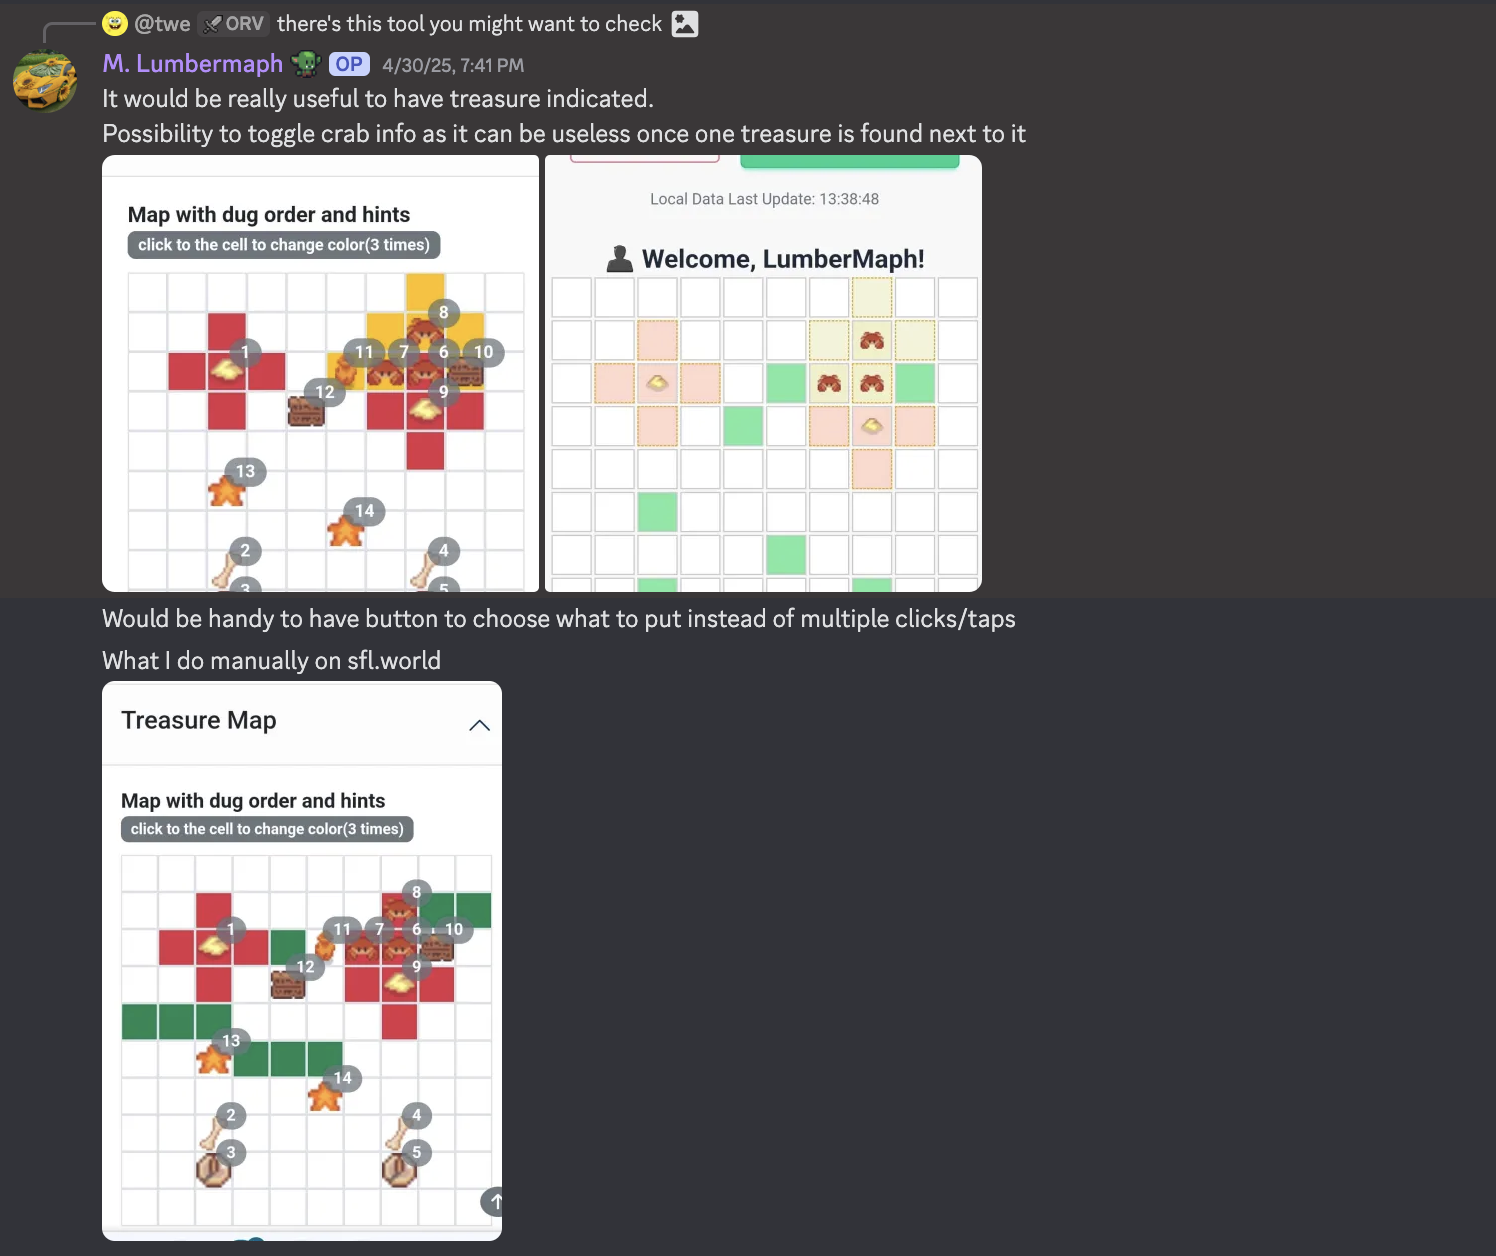 @twe ORV there's this tool you might want to check
M. Lumbermaph OP 4/30/25, 7:41 PM
It would be really useful to have treasure indicated.
Possibility to toggle crab info as it can be useless once one treasure is found next to it
Map with dug order and hints
click to the cell to change color(3 times)
8
1
11
7
6
10
12
9
13
14
2
4
3
5
Local Data Last Update: 13:38:48
Welcome, LumberMaph!
Would be handy to have button to choose what to put instead of multiple clicks/taps
What I do manually on sfl.world
Treasure Map
Map with dug order and hints
click to the cell to change color(3 times)
8
1
11
7
6
10
12
9
13
14
2
4
3
5